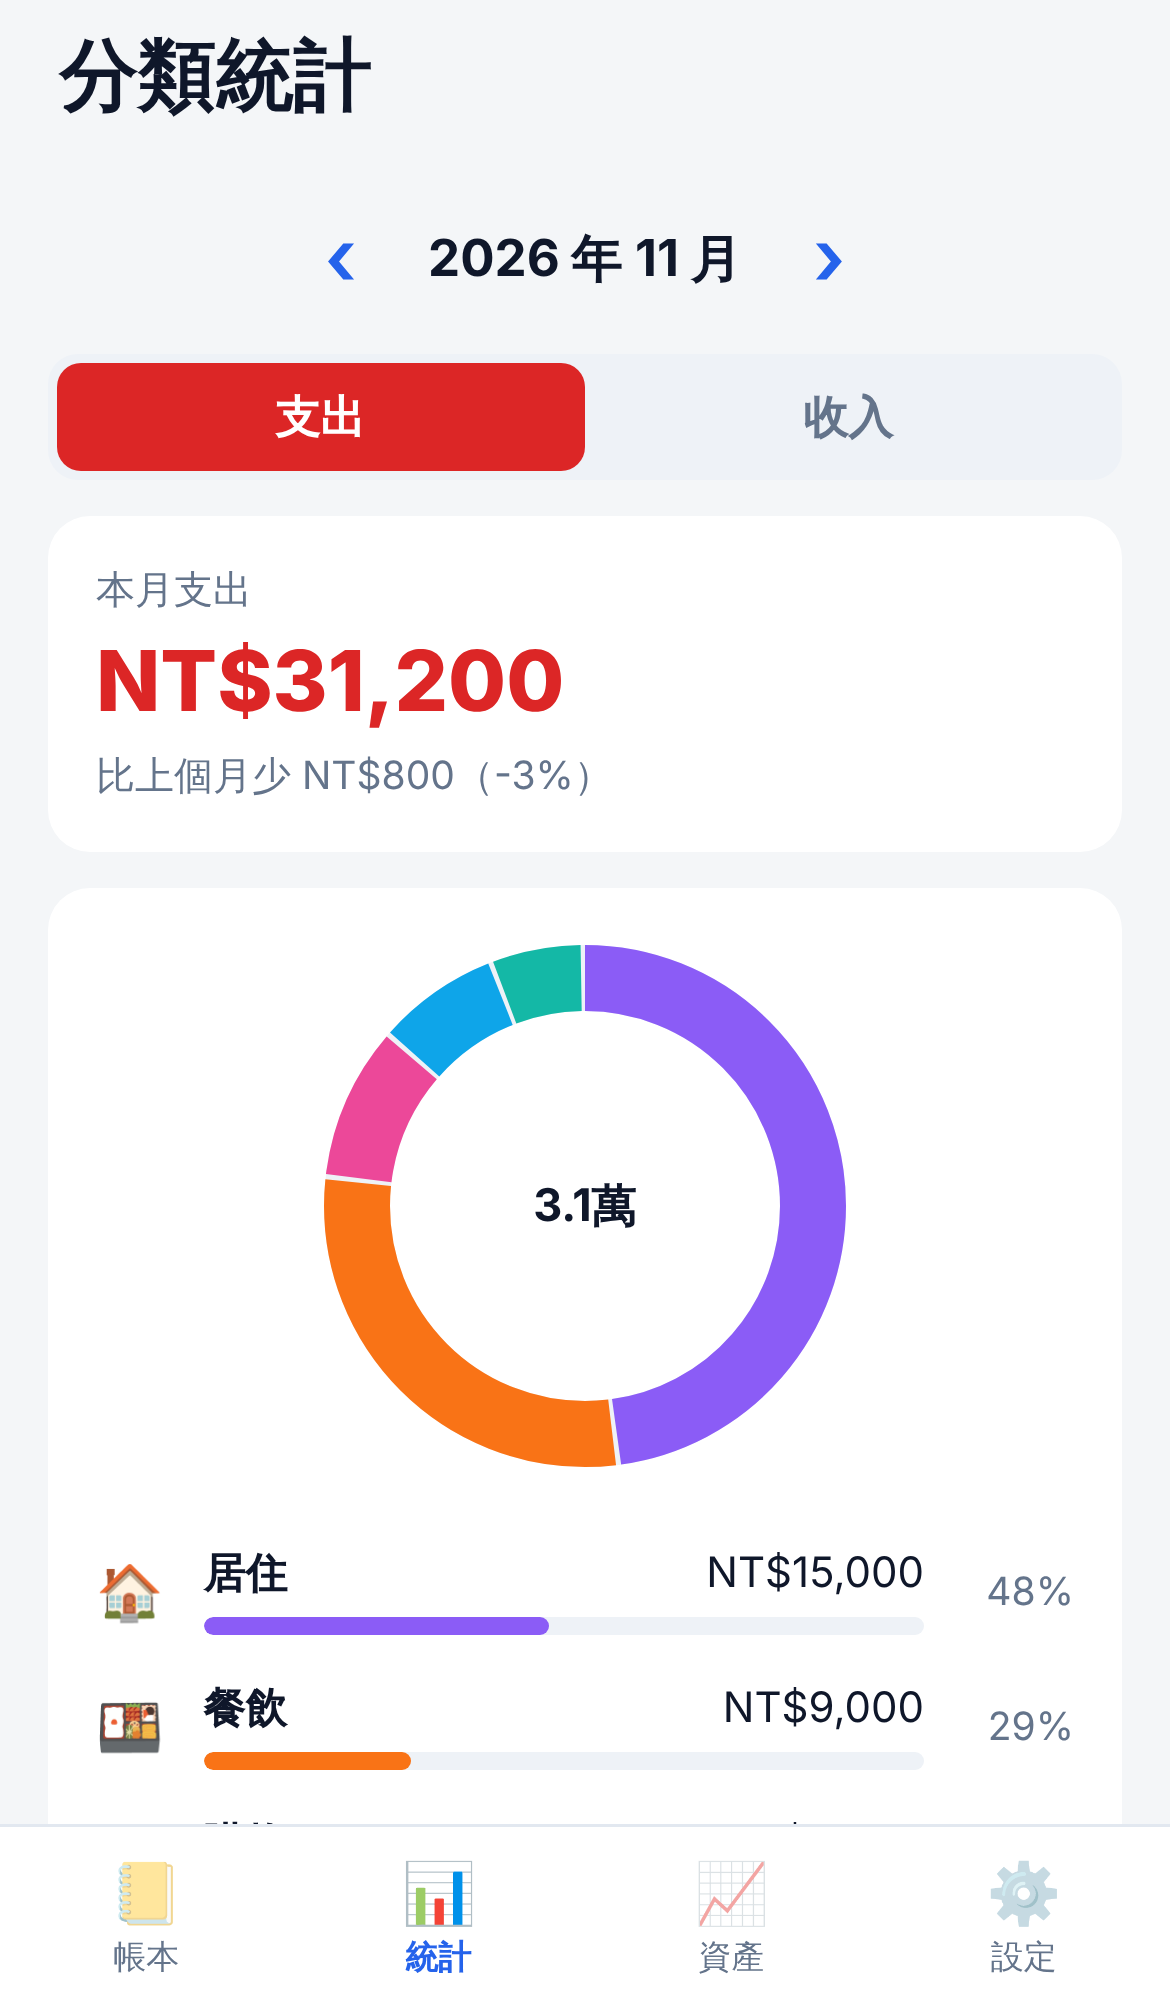 分類統計
‹ 2026 年 11 月 ›
支出 收入
本月支出
NT$31,200
比上個月少 NT$800（-3%）
3.1萬
居住 NT$15,000 48%
餐飲 NT$9,000 29%
帳本 統計 資產 設定